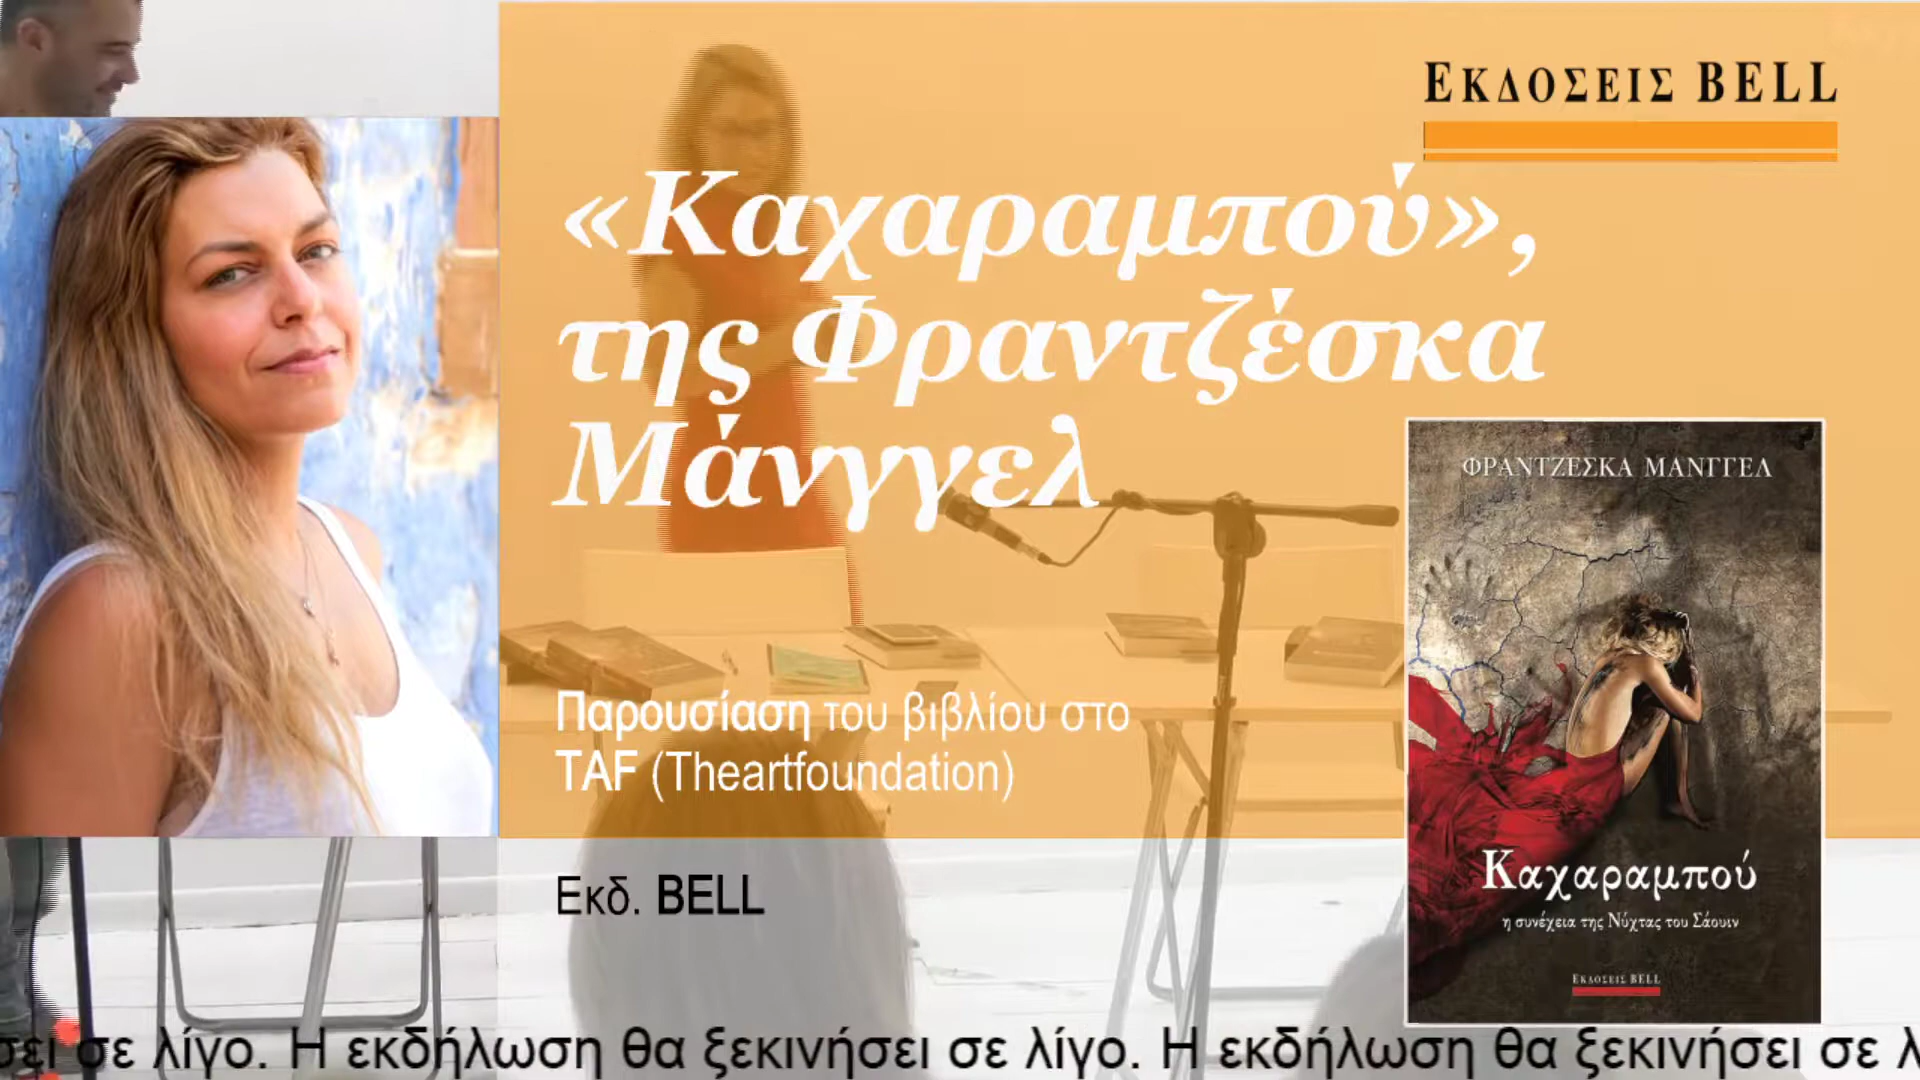 ΕΚΔΟΣΕΙΣ BELL
«Καχαραμπού»,
της Φραντζέσκα
Μάνγγελ
Παρουσίαση του βιβλίου στο
TAF (Theartfoundation)
Εκδ. BELL
ΦΡΑΝΤΖΕΣΚΑ ΜΑΝΓΓΕΛ
Καχαραμπού
η συνέχεια της Νύχτας του Σάουιν
ΕΚΔΟΣΕΙΣ BELL
σε λίγο. Η εκδήλωση θα ξεκινήσει σε λίγο. Η εκδήλωση θα ξεκινήσει σε